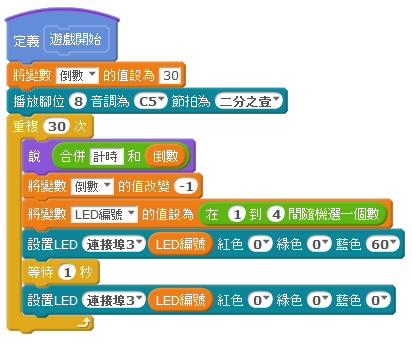 定義 遊戲開始
將變數 倒數 的值設為 30
播放腳位 8 音調為 C5 節拍為 二分之壹
重複 30 次
說 合併 計時 和 倒數
將變數 倒數 的值改變 -1
將變數 LED編號 的值設為 在 1 到 4 間隨機選一個數
設置LED 連接埠3 LED編號 紅色 0 綠色 0 藍色 60
等待 1 秒
設置LED 連接埠3 LED編號 紅色 0 綠色 0 藍色 0